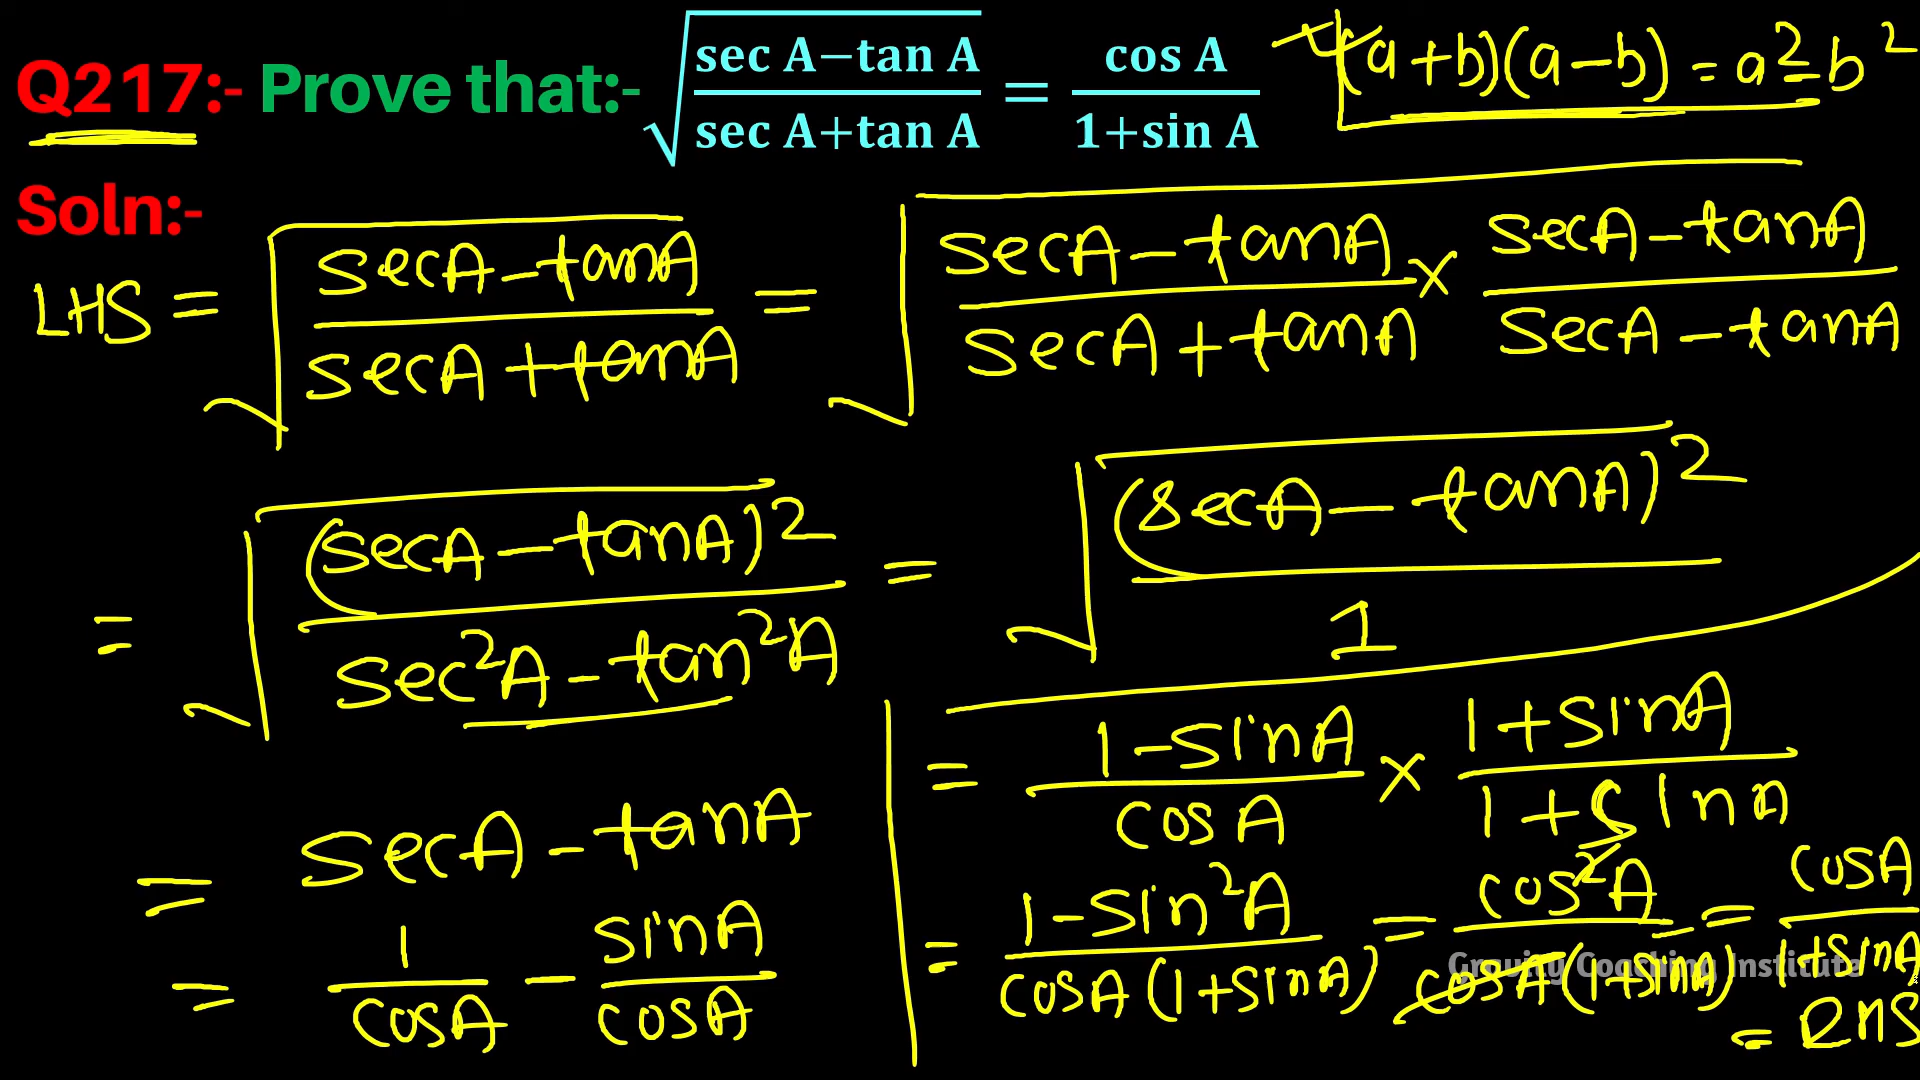 Q217:- Prove that:- √((sec A−tan A)/(sec A+tan A)) = cos A/(1+sin A)
(a+b)(a−b) = a²−b²
Soln:-
LHS = √((secA−tanA)/(secA+tanA)) = √((secA−tanA)/(secA+tanA) × (secA−tanA)/(secA−tanA))
= √((secA−tanA)²/(sec²A−tan²A)) = √((secA−tanA)²/1)
= secA−tanA
= 1/cosA − sinA/cosA
= (1−sinA)/cosA × (1+sinA)/(1+sinA)
= (1−sin²A)/(cosA(1+sinA)) = cos²A/(cosA(1+sinA)) = cosA/(1+sinA)
= RHS
Gravity Coaching Institute